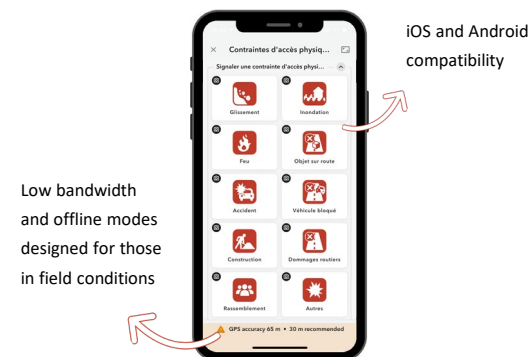 iOS and Android
compatibility
Contraintes d'accès physiq...
Signaler une contrainte d'accès physi...
Glissement
Inondation
Feu
Objet sur route
Accident
Véhicule bloqué
Construction
Dommages routiers
Rassemblement
Autres
GPS accuracy 65 m • 30 m recommended
Low bandwidth
and offline modes
designed for those
in field conditions